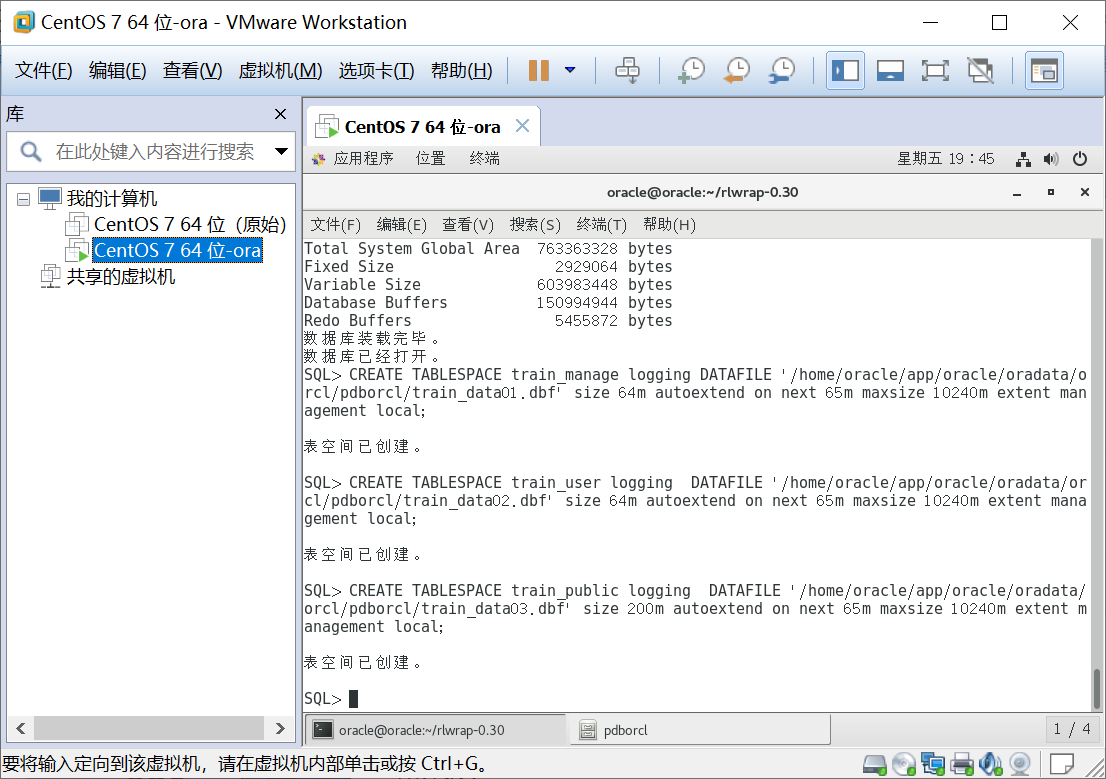 CentOS 7 64 位-ora - VMware Workstation
文件(F) 编辑(E) 查看(V) 虚拟机(M) 选项卡(T) 帮助(H)
库
在此处键入内容进行搜索
我的计算机
CentOS 7 64 位（原始）
CentOS 7 64 位-ora
共享的虚拟机
CentOS 7 64 位-ora
应用程序 位置 终端 星期五 19：45
oracle@oracle:~/rlwrap-0.30
文件(F) 编辑(E) 查看(V) 搜索(S) 终端(T) 帮助(H)
Total System Global Area 763363328 bytes
Fixed Size 2929064 bytes
Variable Size 603983448 bytes
Database Buffers 150994944 bytes
Redo Buffers 5455872 bytes
数据库装载完毕。
数据库已经打开。
SQL> CREATE TABLESPACE train_manage logging DATAFILE '/home/oracle/app/oracle/oradata/o
rcl/pdborcl/train_data01.dbf' size 64m autoextend on next 65m maxsize 10240m extent man
agement local;
表空间已创建。
SQL> CREATE TABLESPACE train_user logging  DATAFILE '/home/oracle/app/oracle/oradata/or
cl/pdborcl/train_data02.dbf' size 64m autoextend on next 65m maxsize 10240m extent mana
gement local;
表空间已创建。
SQL> CREATE TABLESPACE train_public logging  DATAFILE '/home/oracle/app/oracle/oradata/
orcl/pdborcl/train_data03.dbf' size 200m autoextend on next 65m maxsize 10240m extent m
anagement local;
表空间已创建。
SQL>
oracle@oracle:~/rlwrap-0.30 pdborcl 1 / 4
要将输入定向到该虚拟机，请在虚拟机内部单击或按 Ctrl+G。